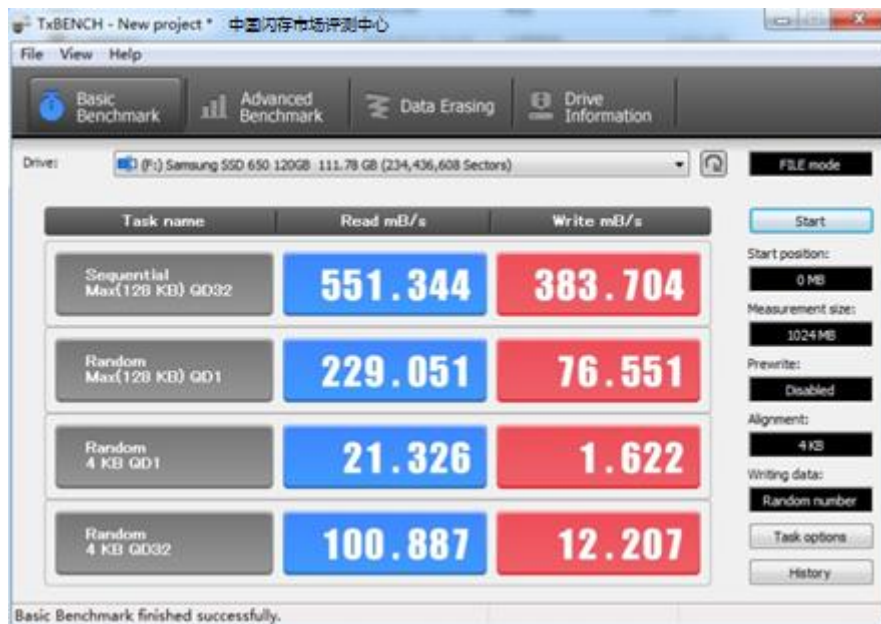 TxBENCH - New project * 中国闪存市场评测中心
File View Help
Basic Benchmark
Advanced Benchmark
Data Erasing
Drive Information
Drive: (F:) Samsung SSD 650 120GB 111.78 GB (234,436,608 Sectors)
FILE mode
Task name Read mB/s Write mB/s
Start
Sequential
Max(128 KB) QD32
551.344 383.704
Random
Max(128 KB) QD1
229.051 76.551
Random
4 KB QD1
21.326 1.622
Random
4 KB QD32
100.887 12.207
Start position:
0 MB
Measurement size:
1024 MB
Prewrite:
Disabled
Alignment:
4 KB
Writing data:
Random number
Task options
History
Basic Benchmark finished successfully.